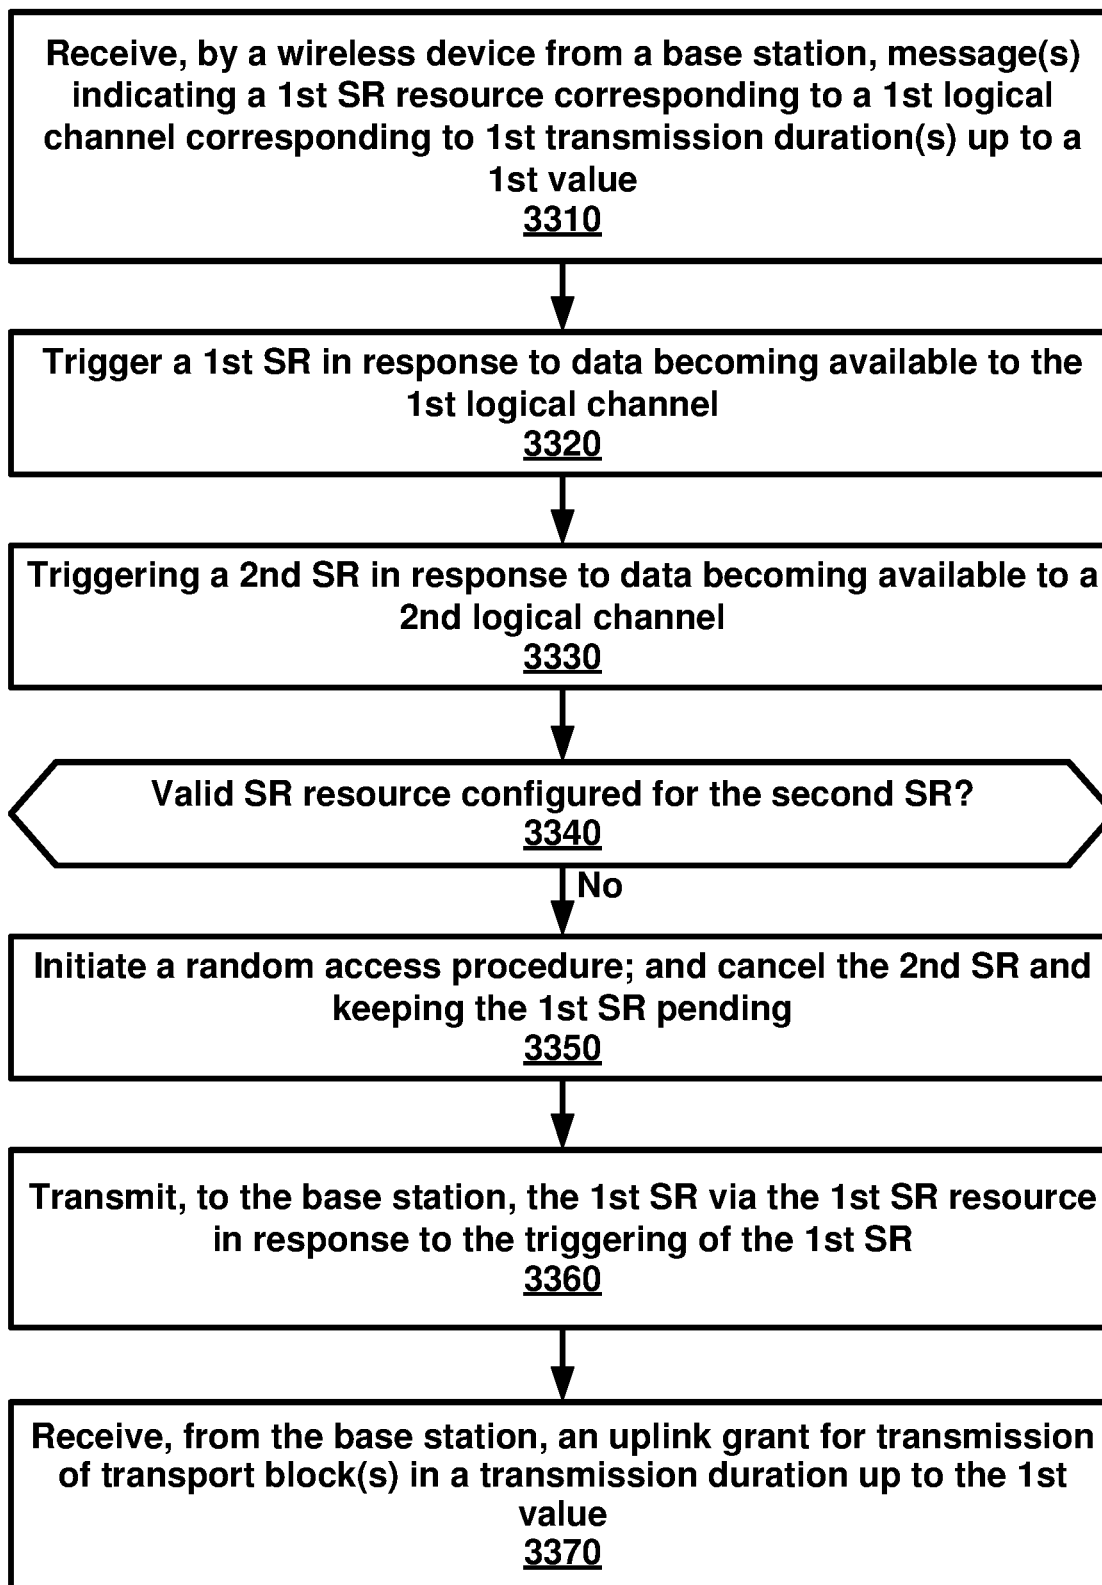 Receive, by a wireless device from a base station, message(s)
indicating a 1st SR resource corresponding to a 1st logical
channel corresponding to 1st transmission duration(s) up to a
1st value
3310
Trigger a 1st SR in response to data becoming available to the
1st logical channel
3320
Triggering a 2nd SR in response to data becoming available to a
2nd logical channel
3330
Valid SR resource configured for the second SR?
3340
No
Initiate a random access procedure; and cancel the 2nd SR and
keeping the 1st SR pending
3350
Transmit, to the base station, the 1st SR via the 1st SR resource
in response to the triggering of the 1st SR
3360
Receive, from the base station, an uplink grant for transmission
of transport block(s) in a transmission duration up to the 1st
value
3370